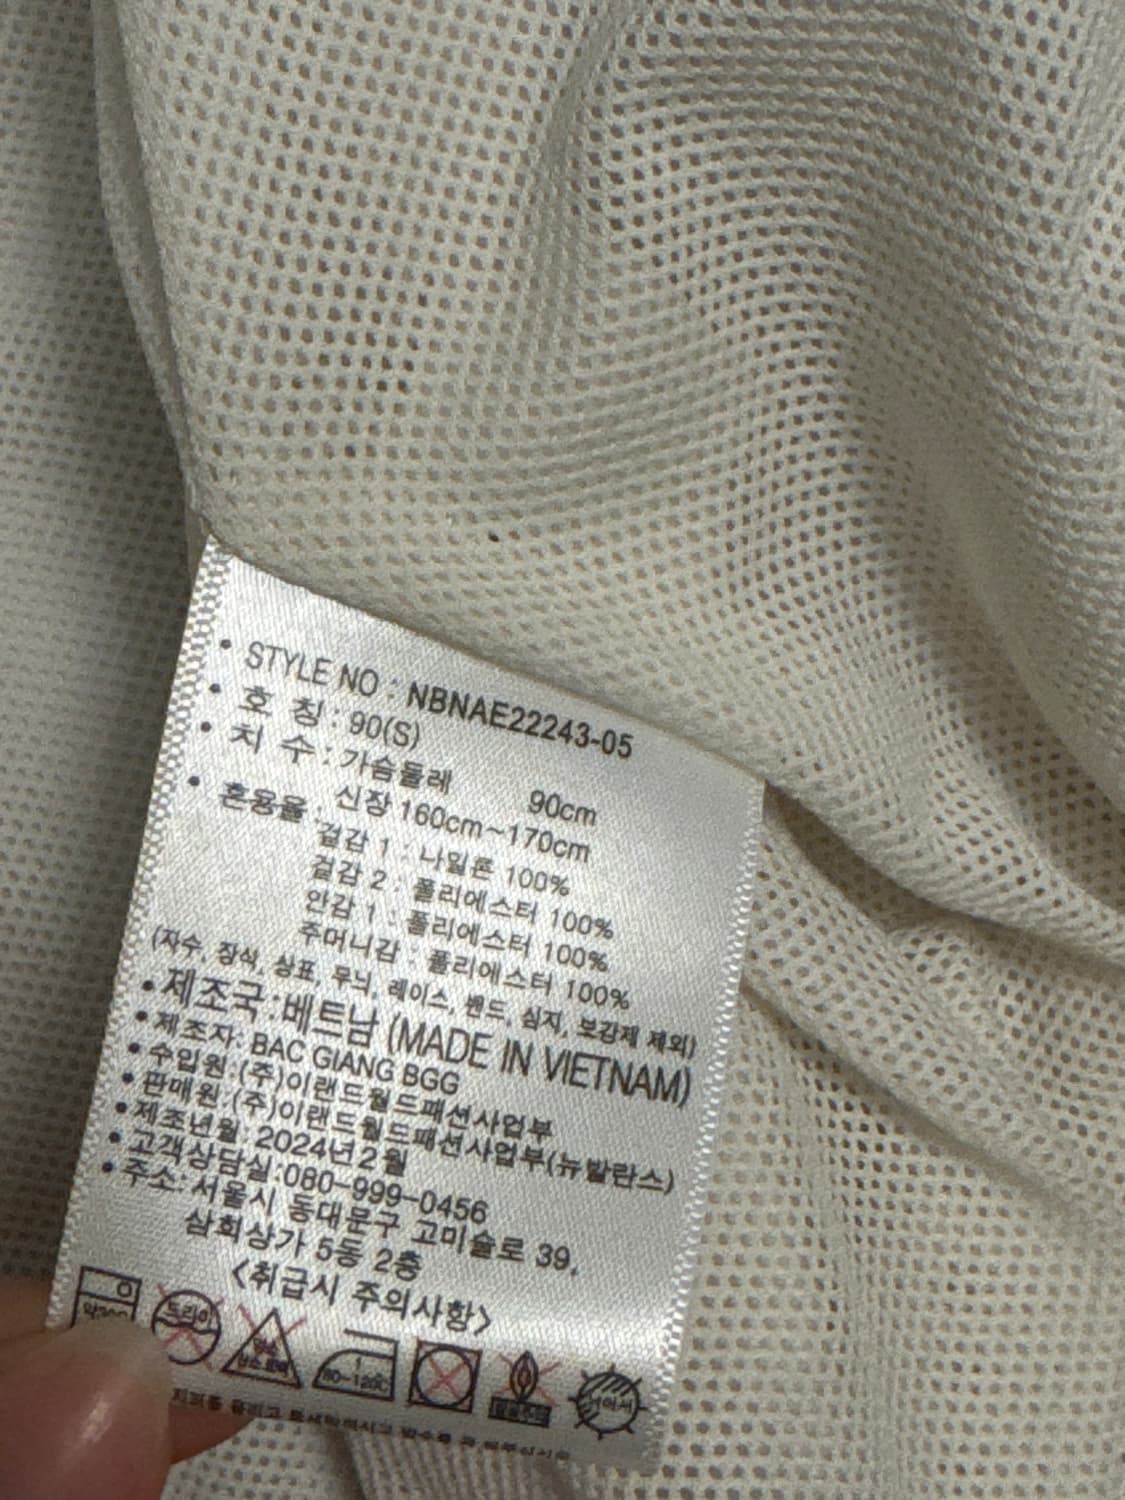 • STYLE NO : NBNAE22243-05
• 호 칭 : 90(S)
• 치 수 : 가슴둘레 90cm
신장 160cm~170cm
• 혼용율 : 겉감 1 : 나일론 100%
겉감 2 : 폴리에스터 100%
안감 1 : 폴리에스터 100%
주머니감 : 폴리에스터 100%
(자수, 장식, 상표, 무늬, 레이스, 밴드, 심지, 보강제 제외)
• 제조국 : 베트남 (MADE IN VIETNAM)
• 제조자: BAC GIANG BGG
• 수입원:(주)이랜드월드패션사업부
• 판매원:(주)이랜드월드패션사업부(뉴발란스)
• 제조년월: 2024년 2월
• 고객상담실:080-999-0456
• 주소: 서울시 동대문구 고미술로 39,
삼희상가 5동 2층
<취급시 주의사항>
드라이
1
80~120℃